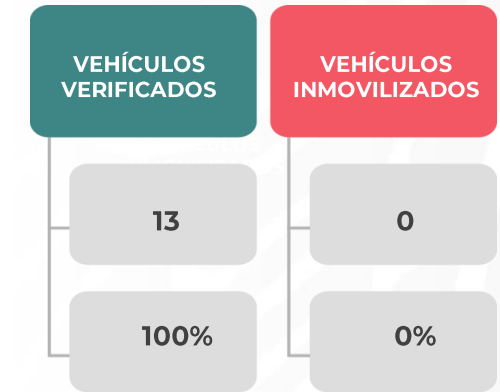 VEHÍCULOS
VERIFICADOS
13
100%
VEHÍCULOS
INMOVILIZADOS
0
0%